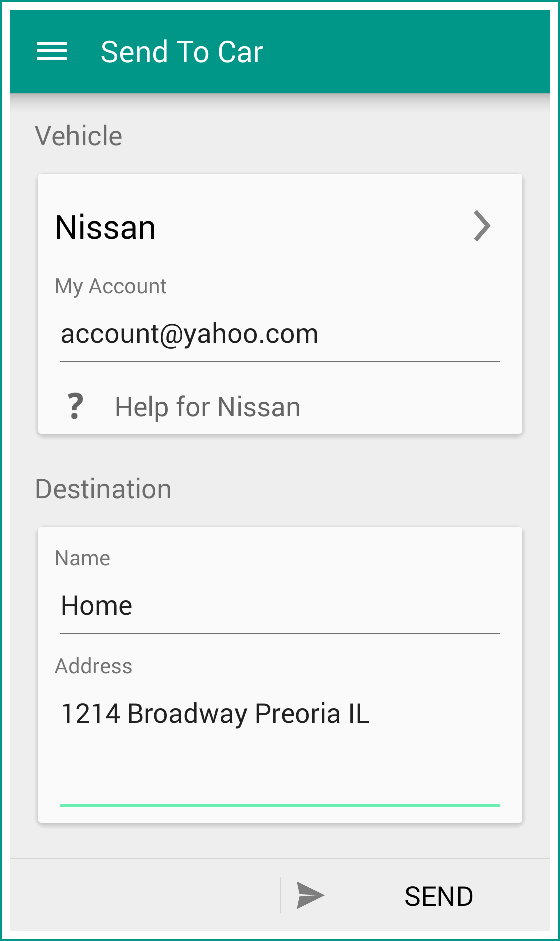 Send To Car
Vehicle
Nissan
My Account
account@yahoo.com
? Help for Nissan
Destination
Name
Home
Address
1214 Broadway Preoria IL
SEND